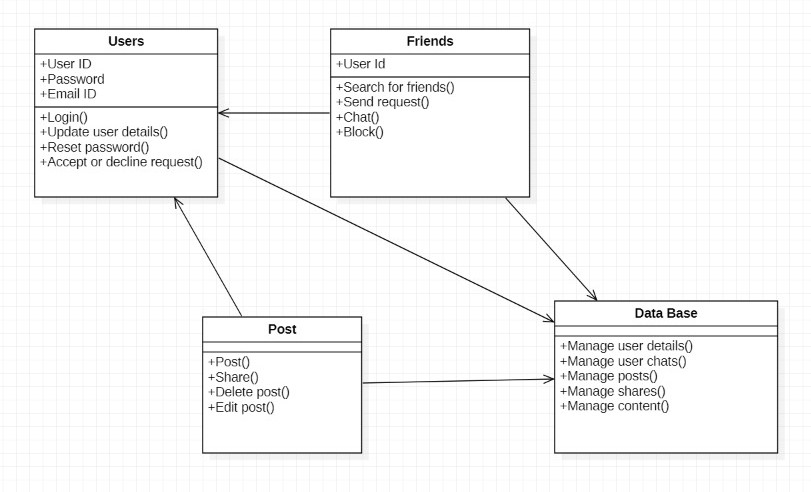 Users
+User ID
+Password
+Email ID
+Login()
+Update user details()
+Reset password()
+Accept or decline request()
Friends
+User Id
+Search for friends()
+Send request()
+Chat()
+Block()
Post
+Post()
+Share()
+Delete post()
+Edit post()
Data Base
+Manage user details()
+Manage user chats()
+Manage posts()
+Manage shares()
+Manage content()